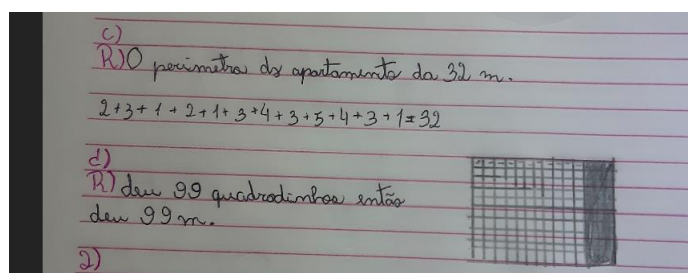 c)
R) O perimetro do apartamento da 32 m.
2+3+1+2+1+3+4+3+5+4+3+1=32
d)
R) deu 99 quadradinhos então
deu 99 m.
2)